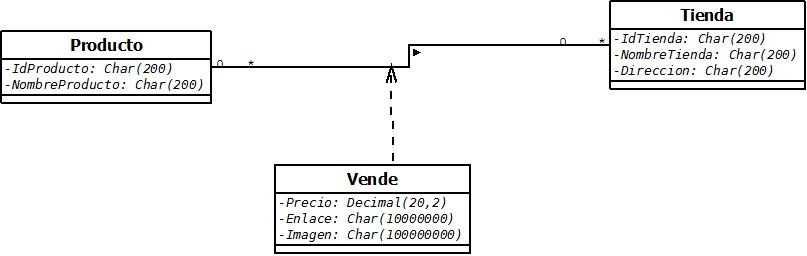 Producto
-IdProducto: Char(200)
-NombreProducto: Char(200)
0 *
0 *
Tienda
-IdTienda: Char(200)
-NombreTienda: Char(200)
-Direccion: Char(200)
Vende
-Precio: Decimal(20,2)
-Enlace: Char(10000000)
-Imagen: Char(100000000)